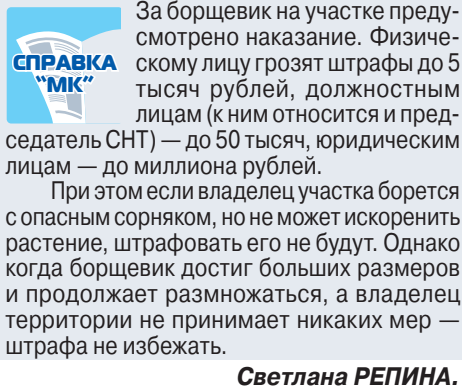 СПРАВКА
"МК"
За борщевик на участке преду-
смотрено наказание. Физиче-
скому лицу грозят штрафы до 5
тысяч рублей, должностным
лицам (к ним относится и пред-
седатель СНТ) — до 50 тысяч, юридическим
лицам — до миллиона рублей.
При этом если владелец участка борется
с опасным сорняком, но не может искоренить
растение, штрафовать его не будут. Однако
когда борщевик достиг больших размеров
и продолжает размножаться, а владелец
территории не принимает никаких мер —
штрафа не избежать.
Светлана РЕПИНА.